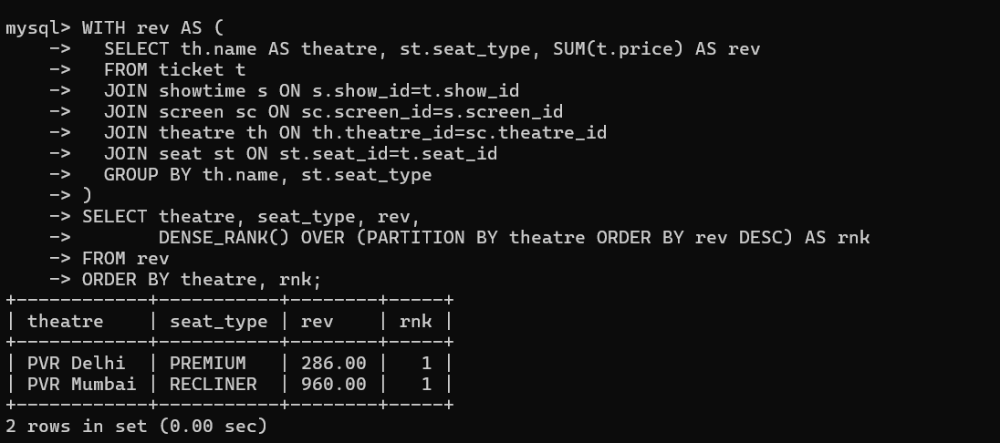 mysql> WITH rev AS (
    ->   SELECT th.name AS theatre, st.seat_type, SUM(t.price) AS rev
    ->   FROM ticket t
    ->   JOIN showtime s ON s.show_id=t.show_id
    ->   JOIN screen sc ON sc.screen_id=s.screen_id
    ->   JOIN theatre th ON th.theatre_id=sc.theatre_id
    ->   JOIN seat st ON st.seat_id=t.seat_id
    ->   GROUP BY th.name, st.seat_type
    -> )
    -> SELECT theatre, seat_type, rev,
    ->        DENSE_RANK() OVER (PARTITION BY theatre ORDER BY rev DESC) AS rnk
    -> FROM rev
    -> ORDER BY theatre, rnk;
+------------+-----------+--------+-----+
| theatre    | seat_type | rev    | rnk |
+------------+-----------+--------+-----+
| PVR Delhi  | PREMIUM   | 286.00 |   1 |
| PVR Mumbai | RECLINER  | 960.00 |   1 |
+------------+-----------+--------+-----+
2 rows in set (0.00 sec)